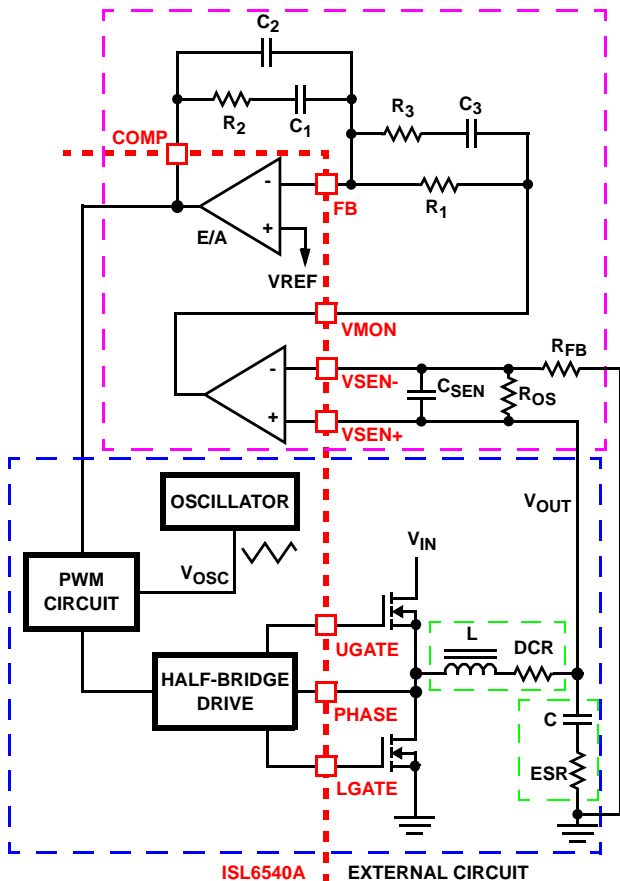 C2
R2
C1
R3
C3
COMP
-
FB
R1
E/A
+
VREF
VMON
RFB
-
VSEN-
CSEN
ROS
+
VSEN+
VOUT
OSCILLATOR
VIN
PWM
CIRCUIT
VOSC
UGATE
L
DCR
HALF-BRIDGE
DRIVE
PHASE
C
LGATE
ESR
ISL6540A
EXTERNAL CIRCUIT